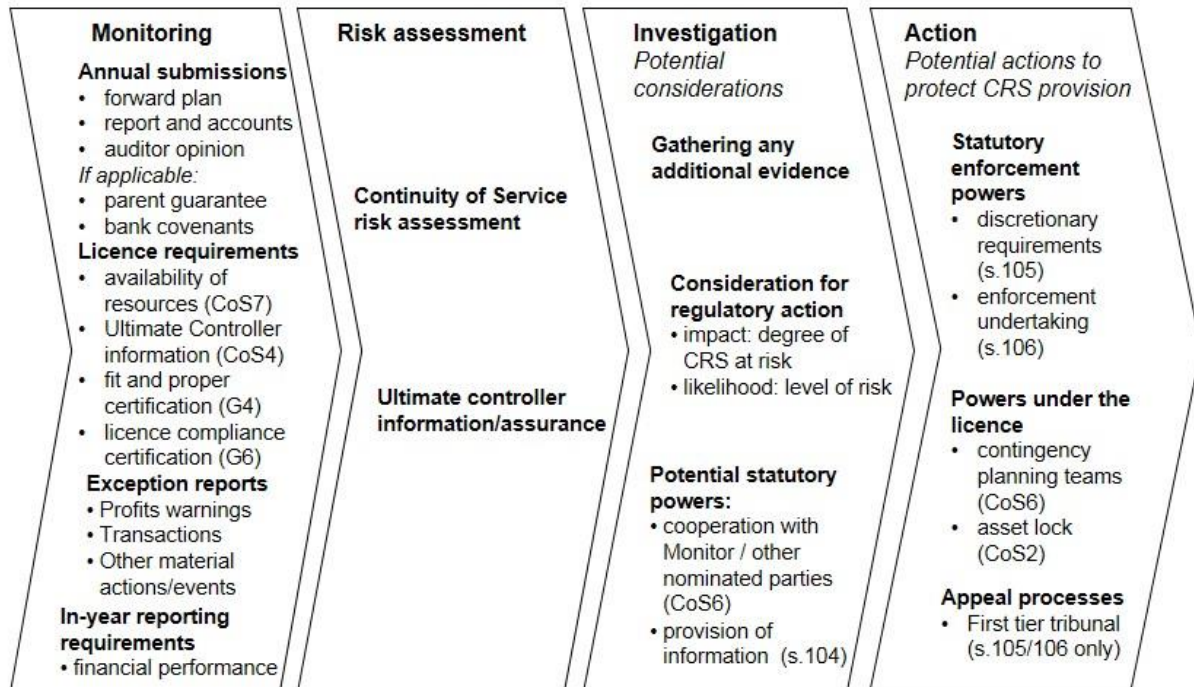 Monitoring
Annual submissions
• forward plan
• report and accounts
• auditor opinion
If applicable:
• parent guarantee
• bank covenants
Licence requirements
• availability of
resources (CoS7)
• Ultimate Controller
information (CoS4)
• fit and proper
certification (G4)
• licence compliance
certification (G6)
Exception reports
• Profits warnings
• Transactions
• Other material
actions/events
In-year reporting
requirements
• financial performance
Risk assessment
Continuity of Service
risk assessment
Ultimate controller
information/assurance
Investigation
Potential
considerations
Gathering any
additional evidence
Consideration for
regulatory action
• impact: degree of
CRS at risk
• likelihood: level of risk
Potential statutory
powers:
• cooperation with
Monitor / other
nominated parties
(CoS6)
• provision of
information (s.104)
Action
Potential actions to
protect CRS provision
Statutory
enforcement
powers
• discretionary
requirements
(s.105)
• enforcement
undertaking
(s.106)
Powers under the
licence
• contingency
planning teams
(CoS6)
• asset lock
(CoS2)
Appeal processes
• First tier tribunal
(s.105/106 only)